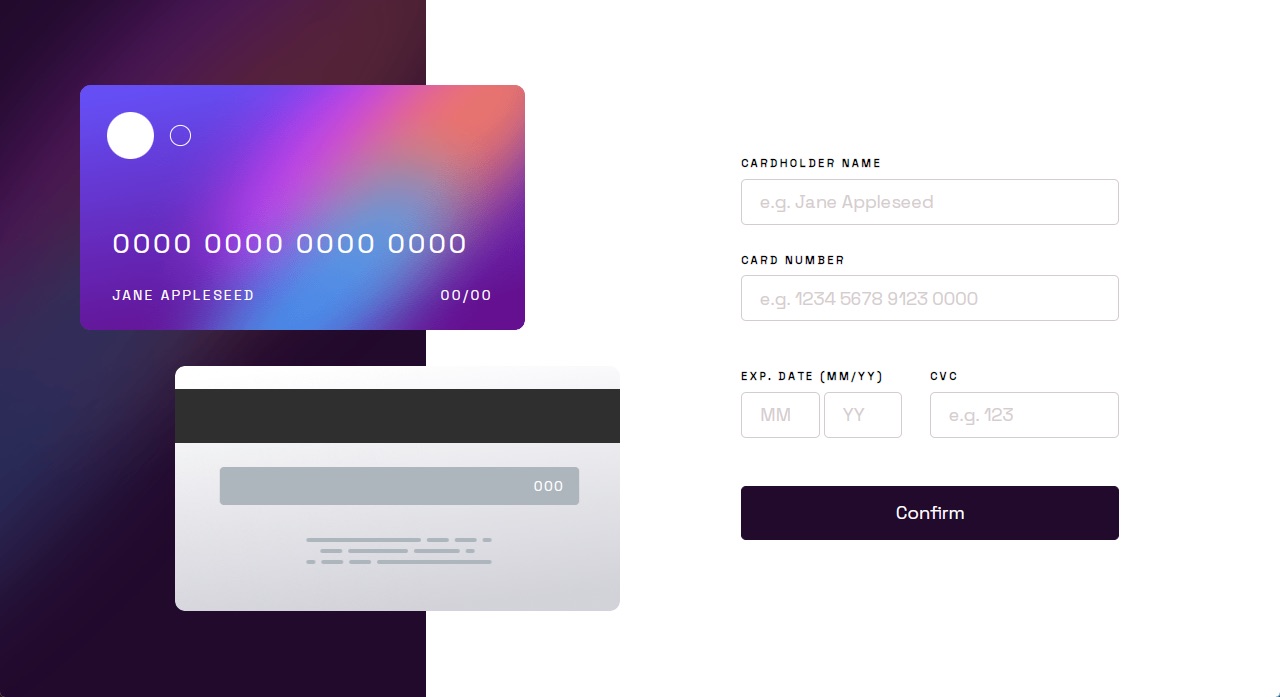 0000 0000 0000 0000
JANE APPLESEED 00/00
000
CARDHOLDER NAME
e.g. Jane Appleseed
CARD NUMBER
e.g. 1234 5678 9123 0000
EXP. DATE (MM/YY) CVC
MM YY e.g. 123
Confirm